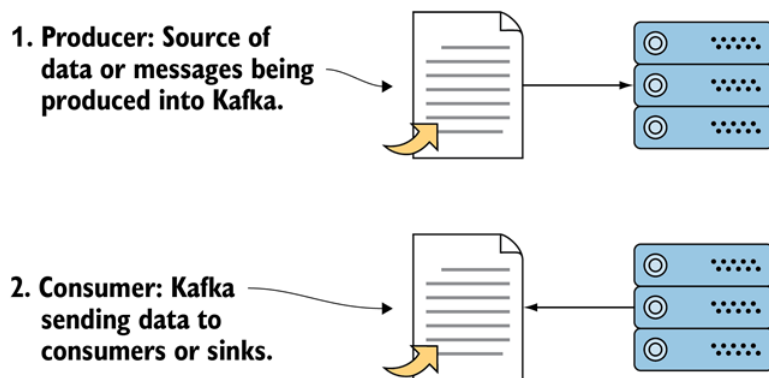 1. Producer: Source of
data or messages being
produced into Kafka.
2. Consumer: Kafka
sending data to
consumers or sinks.